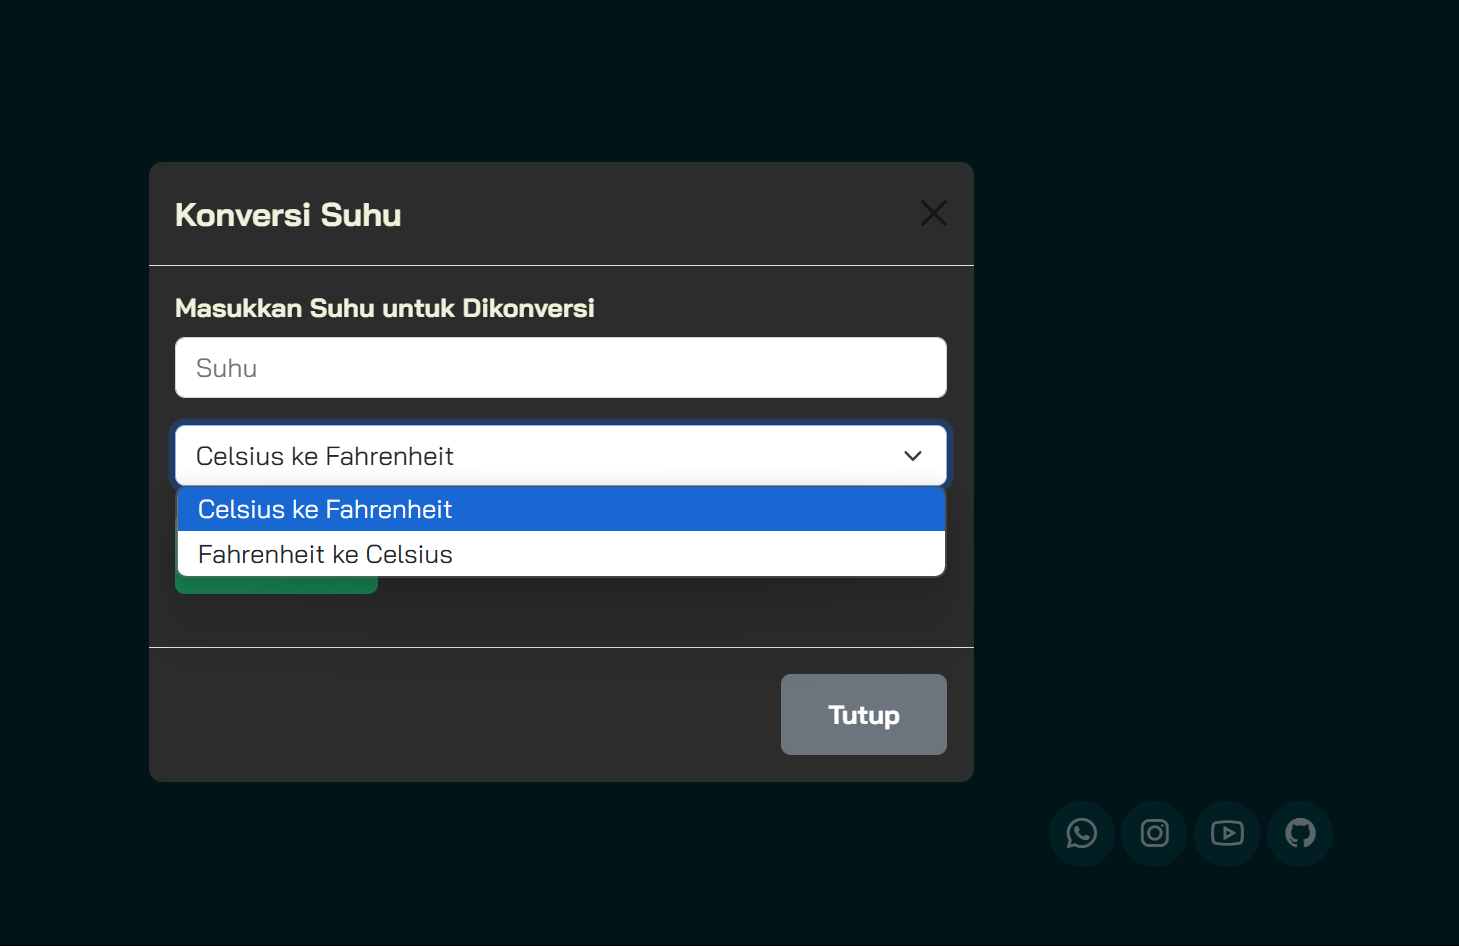 Konversi Suhu
Masukkan Suhu untuk Dikonversi
Suhu
Celsius ke Fahrenheit
Celsius ke Fahrenheit
Fahrenheit ke Celsius
Tutup